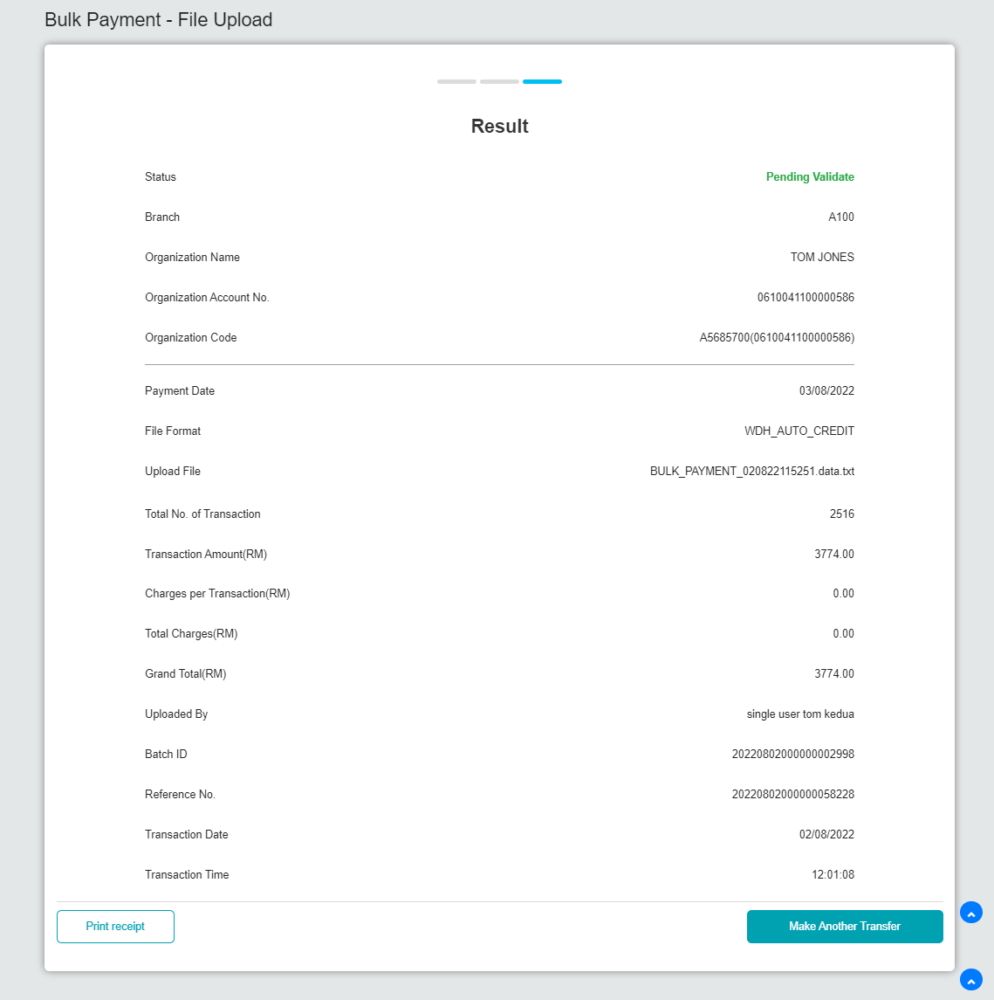 Bulk Payment - File Upload
Result
Status Pending Validate
Branch A100
Organization Name TOM JONES
Organization Account No. 0610041100000586
Organization Code A5685700(0610041100000586)
Payment Date 03/08/2022
File Format WDH_AUTO_CREDIT
Upload File BULK_PAYMENT_020822115251.data.txt
Total No. of Transaction 2516
Transaction Amount(RM) 3774.00
Charges per Transaction(RM) 0.00
Total Charges(RM) 0.00
Grand Total(RM) 3774.00
Uploaded By single user tom kedua
Batch ID 20220802000000002998
Reference No. 20220802000000058228
Transaction Date 02/08/2022
Transaction Time 12:01:08
Print receipt Make Another Transfer